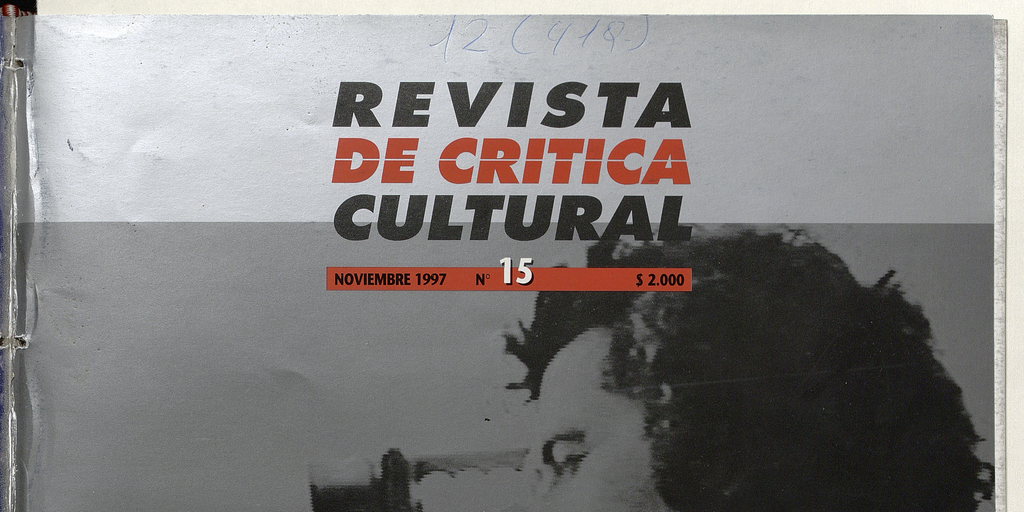 12 (418)
REVISTA
DE CRITICA
CULTURAL
NOVIEMBRE 1997 N° 15 $ 2.000